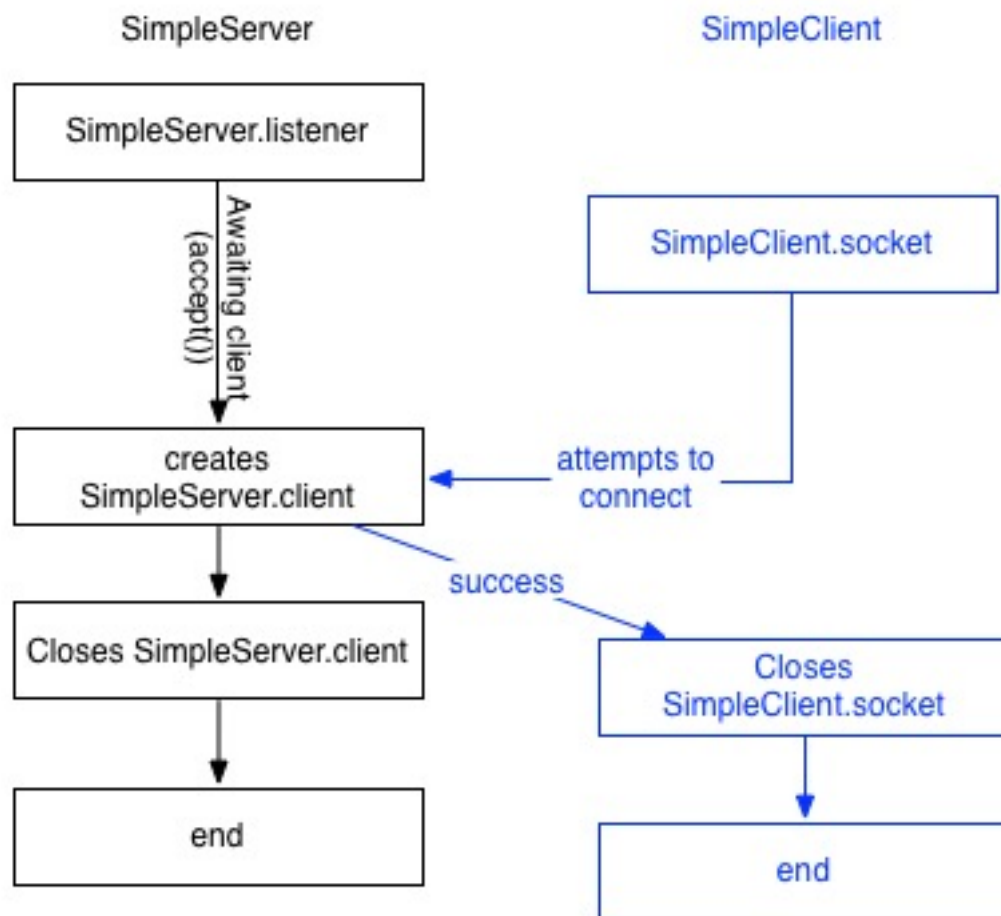 SimpleServer
SimpleClient
SimpleServer.listener
Awaiting client
(accept())
SimpleClient.socket
creates
SimpleServer.client
attempts to
connect
success
Closes SimpleServer.client
Closes
SimpleClient.socket
end
end